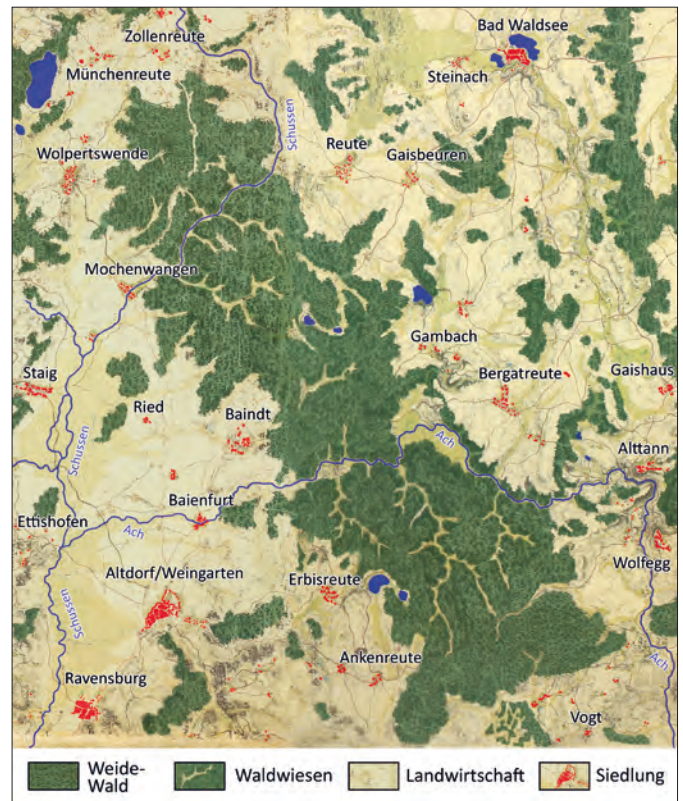 Zollenreute
Bad Waldsee
Münchenreute
Steinach
Schussen
Wolpertswende
Reute
Gaisbeuren
Mochenwangen
Gambach
Staig
Bergatreute
Gaishaus
Ried
Baindt
Schussen
Ach
Alttann
Baienfurt
Ettishofen
Ach
Wolfegg
Altdorf/Weingarten
Erbisreute
Schussen
Ankenreute
Ach
Ravensburg
Vogt
Weide-
Wald
Waldwiesen
Landwirtschaft
Siedlung